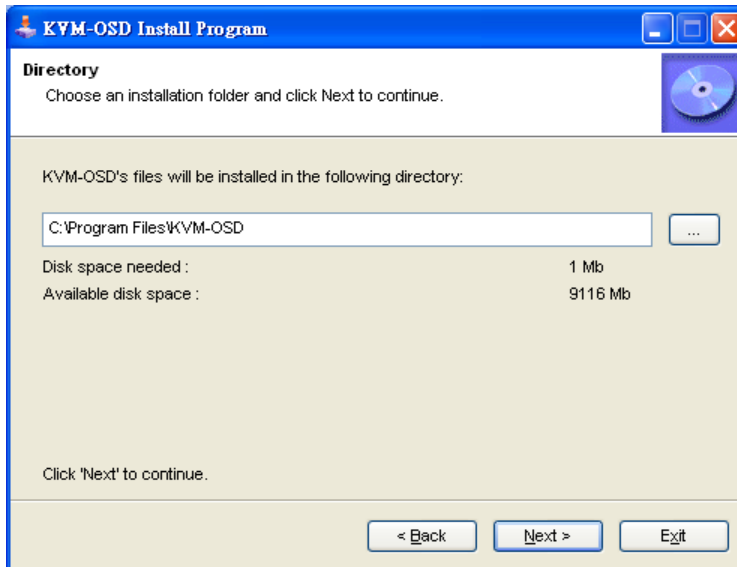 KVM-OSD Install Program
Directory
Choose an installation folder and click Next to continue.
KVM-OSD's files will be installed in the following directory:
C:\Program Files\KVM-OSD
...
Disk space needed : 1 Mb
Available disk space : 9116 Mb
Click 'Next' to continue.
< Back Next > Exit